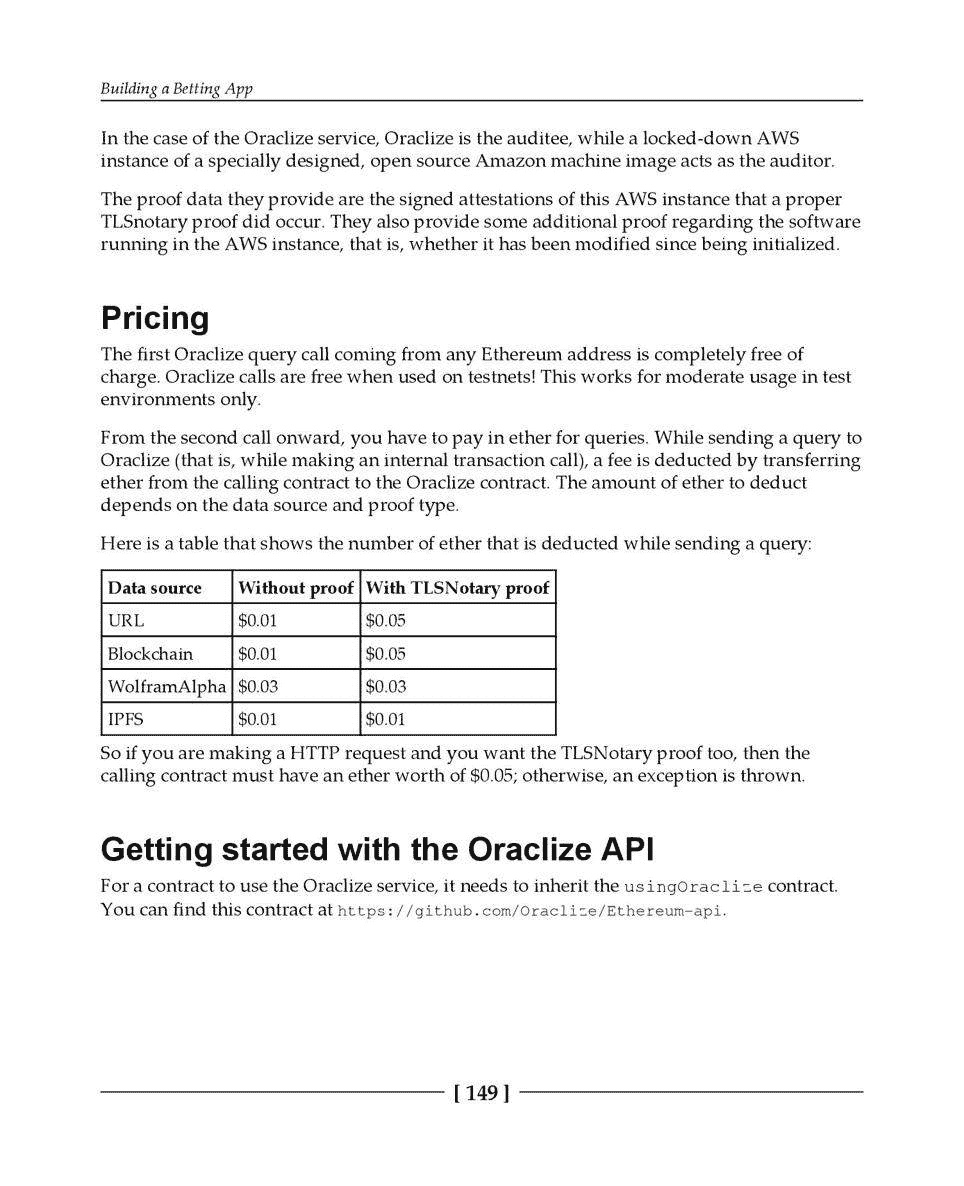 Building a Betting App
In the case of the Oraclize service, Oraclize is the auditee, while a locked-down AWS
instance of a specially designed, open source Amazon machine image acts as the auditor.
The proof data they provide are the signed attestations of this AWS instance that a proper
TLSnotary proof did occur. They also provide some additional proof regarding the software
running in the AWS instance, that is, whether it has been modified since being initialized.
Pricing
The first Oraclize query call coming from any Ethereum address is completely free of
charge. Oraclize calls are free when used on testnets! This works for moderate usage in test
environments only.
From the second call onward, you have to pay in ether for queries. While sending a query to
Oraclize (that is, while making an internal transaction call), a fee is deducted by transferring
ether from the calling contract to the Oraclize contract. The amount of ether to deduct
depends on the data source and proof type.
Here is a table that shows the number of ether that is deducted while sending a query:
Data source Without proof With TLSNotary proof
URL $0.01 $0.05
Blockchain $0.01 $0.05
WolframAlpha $0.03 $0.03
IPFS $0.01 $0.01
So if you are making a HTTP request and you want the TLSNotary proof too, then the
calling contract must have an ether worth of $0.05; otherwise, an exception is thrown.
Getting started with the Oraclize API
For a contract to use the Oraclize service, it needs to inherit the usingOraclize contract.
You can find this contract at https://github.com/Oraclize/Ethereum-api.
[ 149 ]